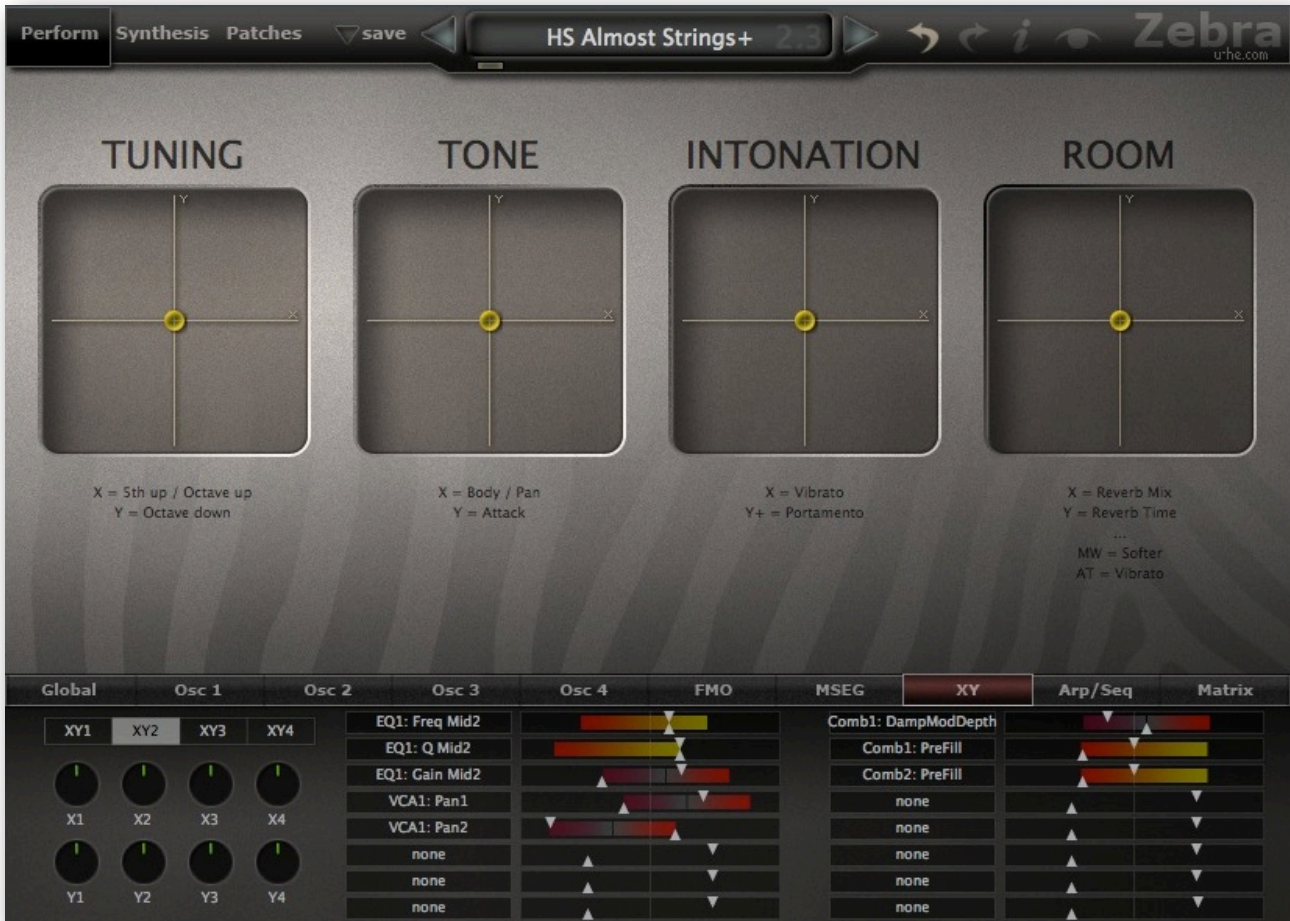 Perform Synthesis Patches save HS Almost Strings+ 2.3 i Zebra
u-he.com
TUNING TONE INTONATION ROOM
Y Y Y Y
X X X X
X = 5th up / Octave up
Y = Octave down
X = Body / Pan
Y = Attack
X = Vibrato
Y+ = Portamento
X = Reverb Mix
Y = Reverb Time
...
MW = Softer
AT = Vibrato
Global Osc 1 Osc 2 Osc 3 Osc 4 FMO MSEG XY Arp/Seq Matrix
XY1 XY2 XY3 XY4
X1 X2 X3 X4
Y1 Y2 Y3 Y4
EQ1: Freq Mid2
EQ1: Q Mid2
EQ1: Gain Mid2
VCA1: Pan1
VCA1: Pan2
none
none
none
Comb1: DampModDepth
Comb1: PreFill
Comb2: PreFill
none
none
none
none
none